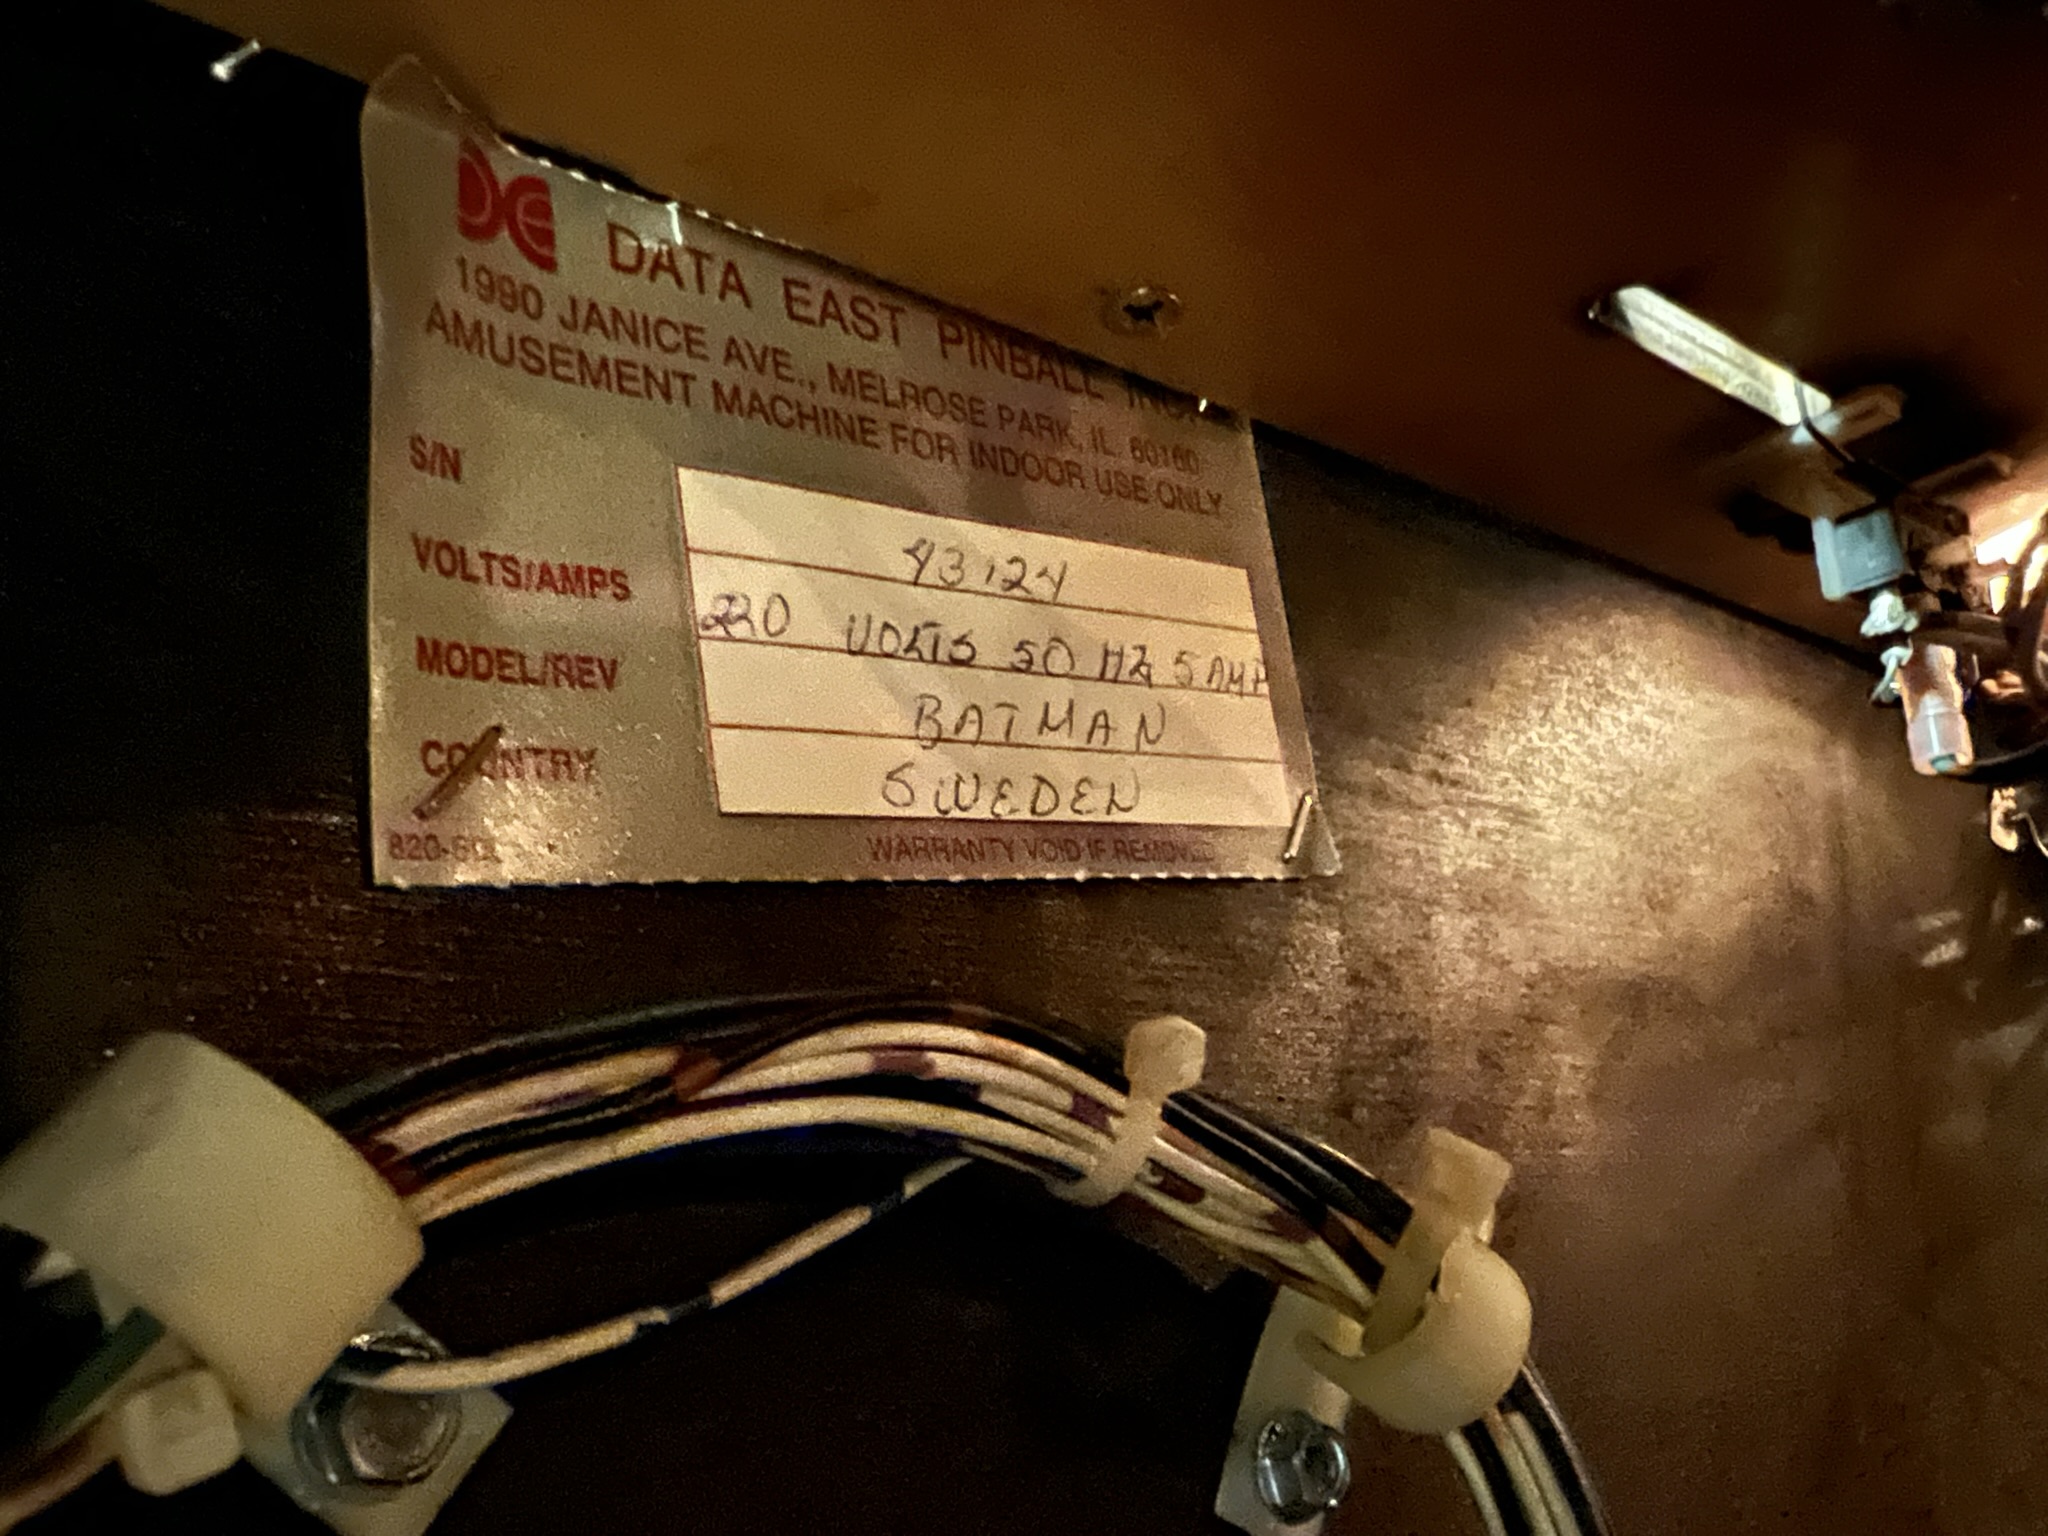 DE DATA EAST PINBALL INC.
1990 JANICE AVE., MELROSE PARK, IL. 60160
AMUSEMENT MACHINE FOR INDOOR USE ONLY
S/N 43124
VOLTS/AMPS 220 VOLTS 50 HZ 5 AMP
MODEL/REV BATMAN
COUNTRY SWEDEN
WARRANTY VOID IF REMOVED